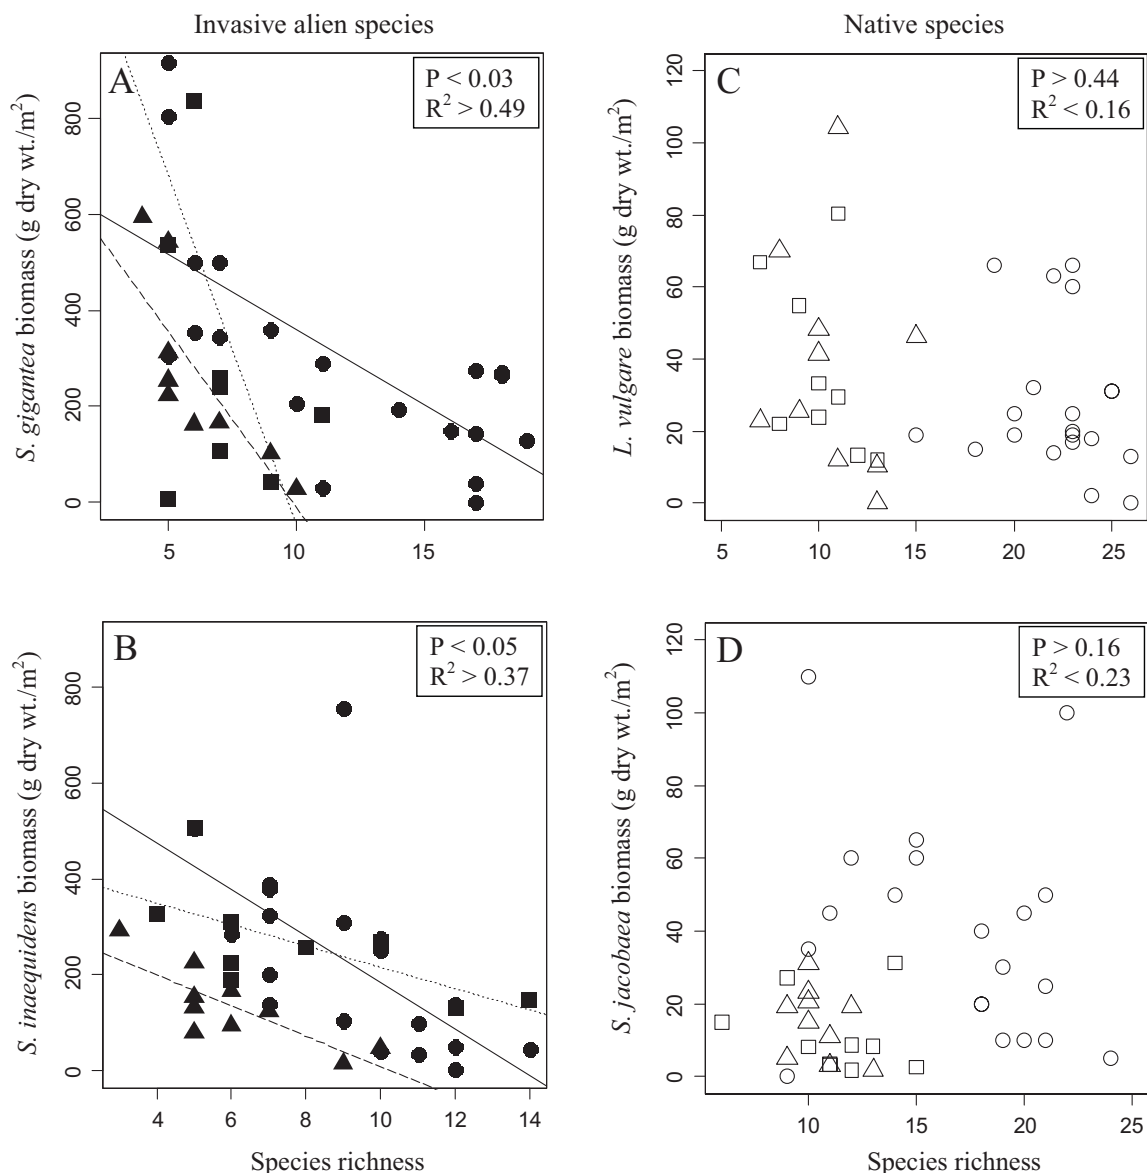 Invasive alien species
Native species
A
P < 0.03
R² > 0.49
S. gigantea biomass (g dry wt./m²)
800
600
400
200
0
5
10
15
C
P > 0.44
R² < 0.16
L. vulgare biomass (g dry wt./m²)
120
100
80
60
40
20
0
5
10
15
20
25
B
P < 0.05
R² > 0.37
S. inaequidens biomass (g dry wt./m²)
800
600
400
200
0
4
6
8
10
12
14
Species richness
D
P > 0.16
R² < 0.23
S. jacobaea biomass (g dry wt./m²)
120
100
80
60
40
20
0
10
15
20
25
Species richness